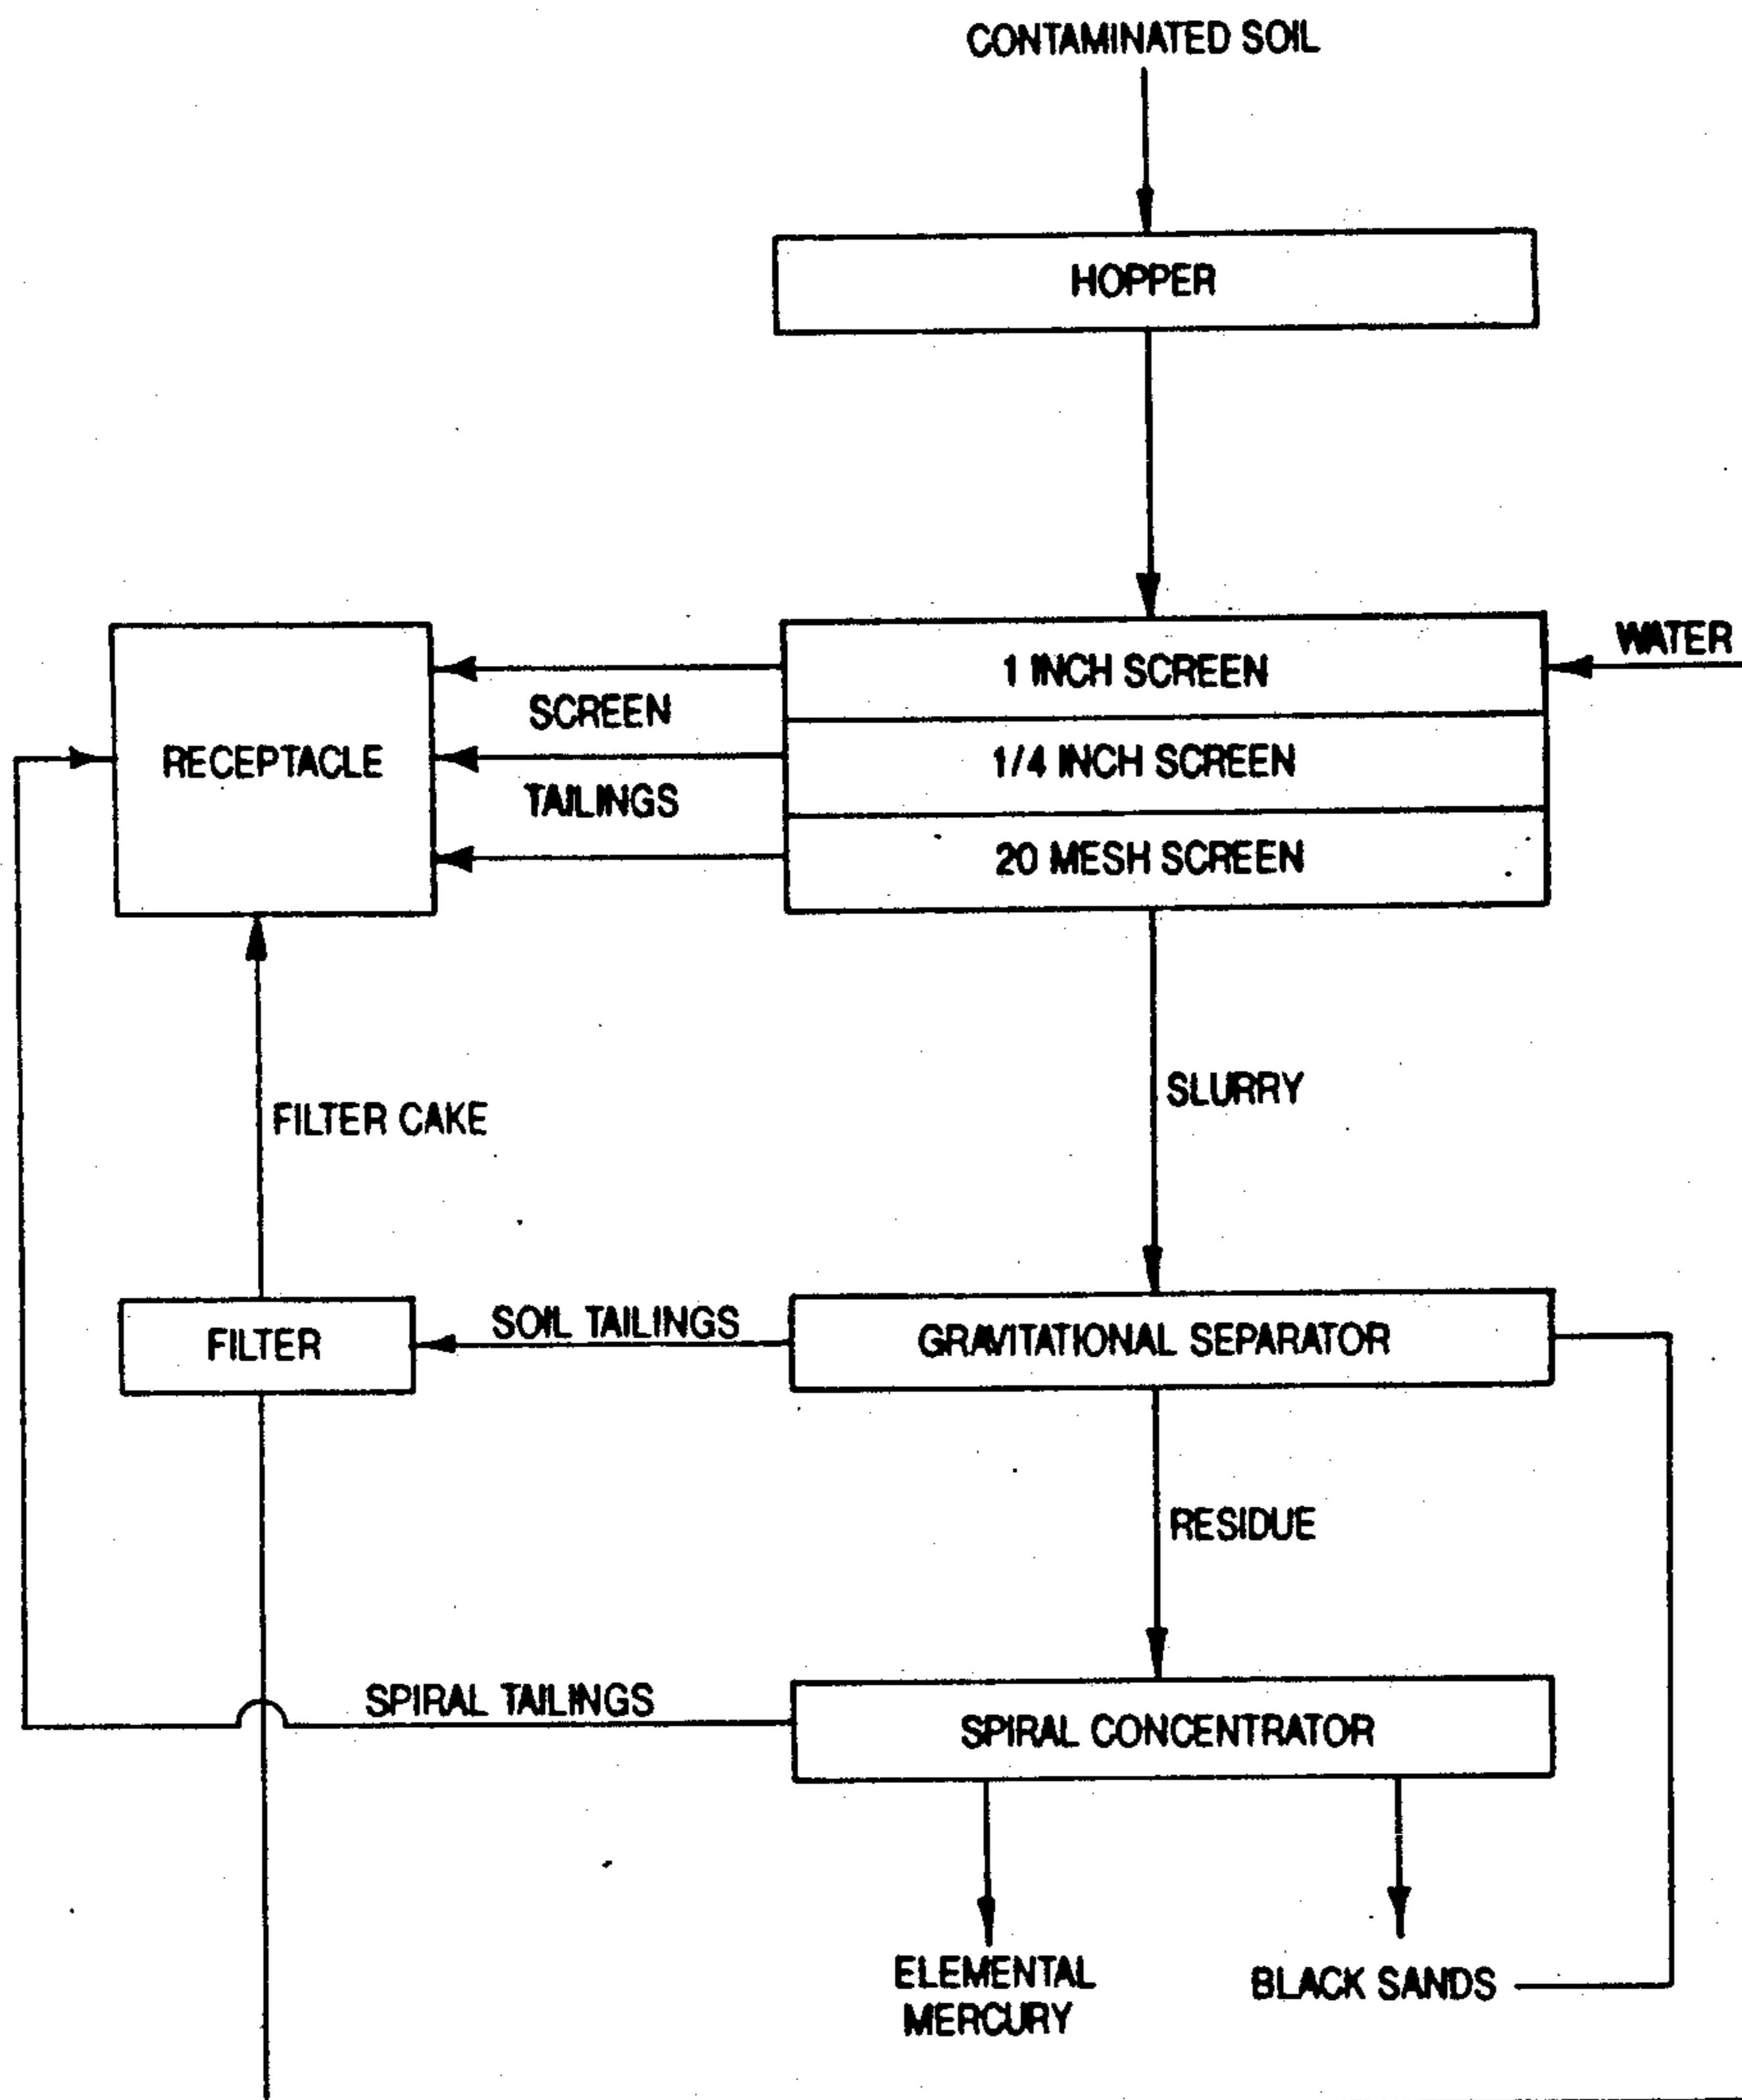 CONTAMINATED SOIL
HOPPER
WATER
1 INCH SCREEN
SCREEN
RECEPTACLE
1/4 INCH SCREEN
TAILINGS
20 MESH SCREEN
SLURRY
FILTER CAKE
SOIL TAILINGS
FILTER
GRAVITATIONAL SEPARATOR
RESIDUE
SPIRAL TAILINGS
SPIRAL CONCENTRATOR
ELEMENTAL
MERCURY
BLACK SANDS